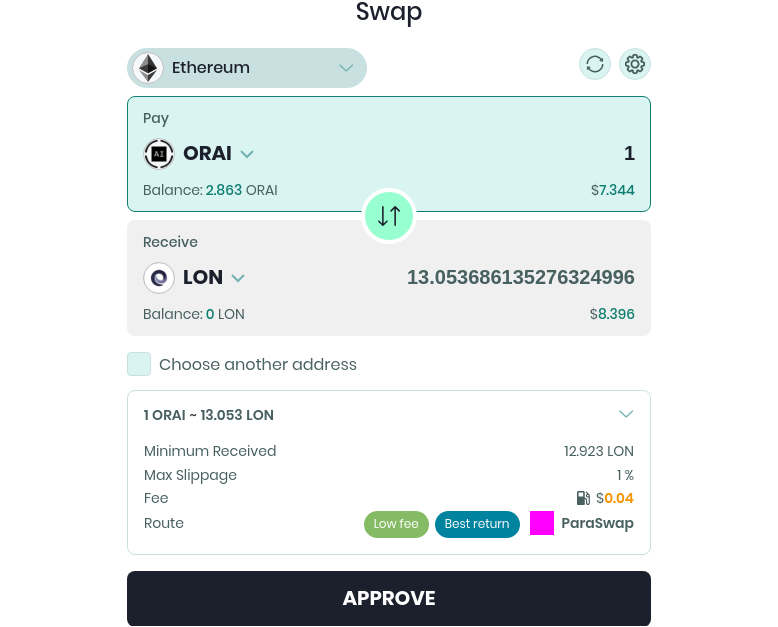 Swap
Ethereum
Pay
AI ORAI 1
Balance: 2.863 ORAI $7.344
Receive
LON 13.053686135276324996
Balance: 0 LON $8.396
Choose another address
1 ORAI ~ 13.053 LON
Minimum Received 12.923 LON
Max Slippage 1 %
Fee $0.04
Route Low fee Best return ParaSwap
APPROVE